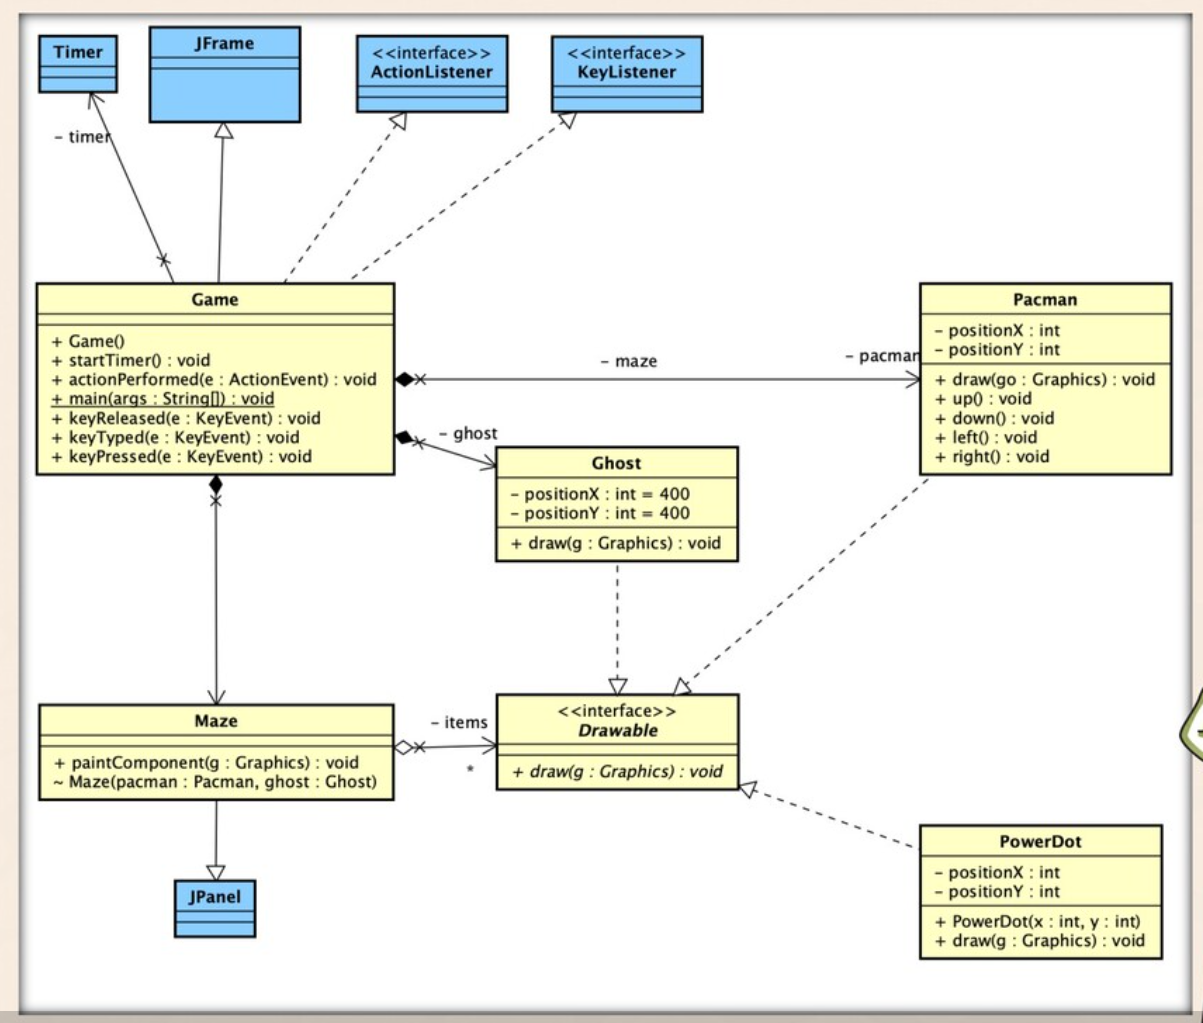 Timer
JFrame
<<interface>>
ActionListener
<<interface>>
KeyListener
- timer
Game
+ Game()
+ startTimer() : void
+ actionPerformed(e : ActionEvent) : void
+ main(args : String[]) : void
+ keyReleased(e : KeyEvent) : void
+ keyTyped(e : KeyEvent) : void
+ keyPressed(e : KeyEvent) : void
- maze
- pacman
Pacman
- positionX : int
- positionY : int
+ draw(go : Graphics) : void
+ up() : void
+ down() : void
+ left() : void
+ right() : void
- ghost
Ghost
- positionX : int = 400
- positionY : int = 400
+ draw(g : Graphics) : void
Maze
+ paintComponent(g : Graphics) : void
~ Maze(pacman : Pacman, ghost : Ghost)
- items
*
<<interface>>
Drawable
+ draw(g : Graphics) : void
JPanel
PowerDot
- positionX : int
- positionY : int
+ PowerDot(x : int, y : int)
+ draw(g : Graphics) : void